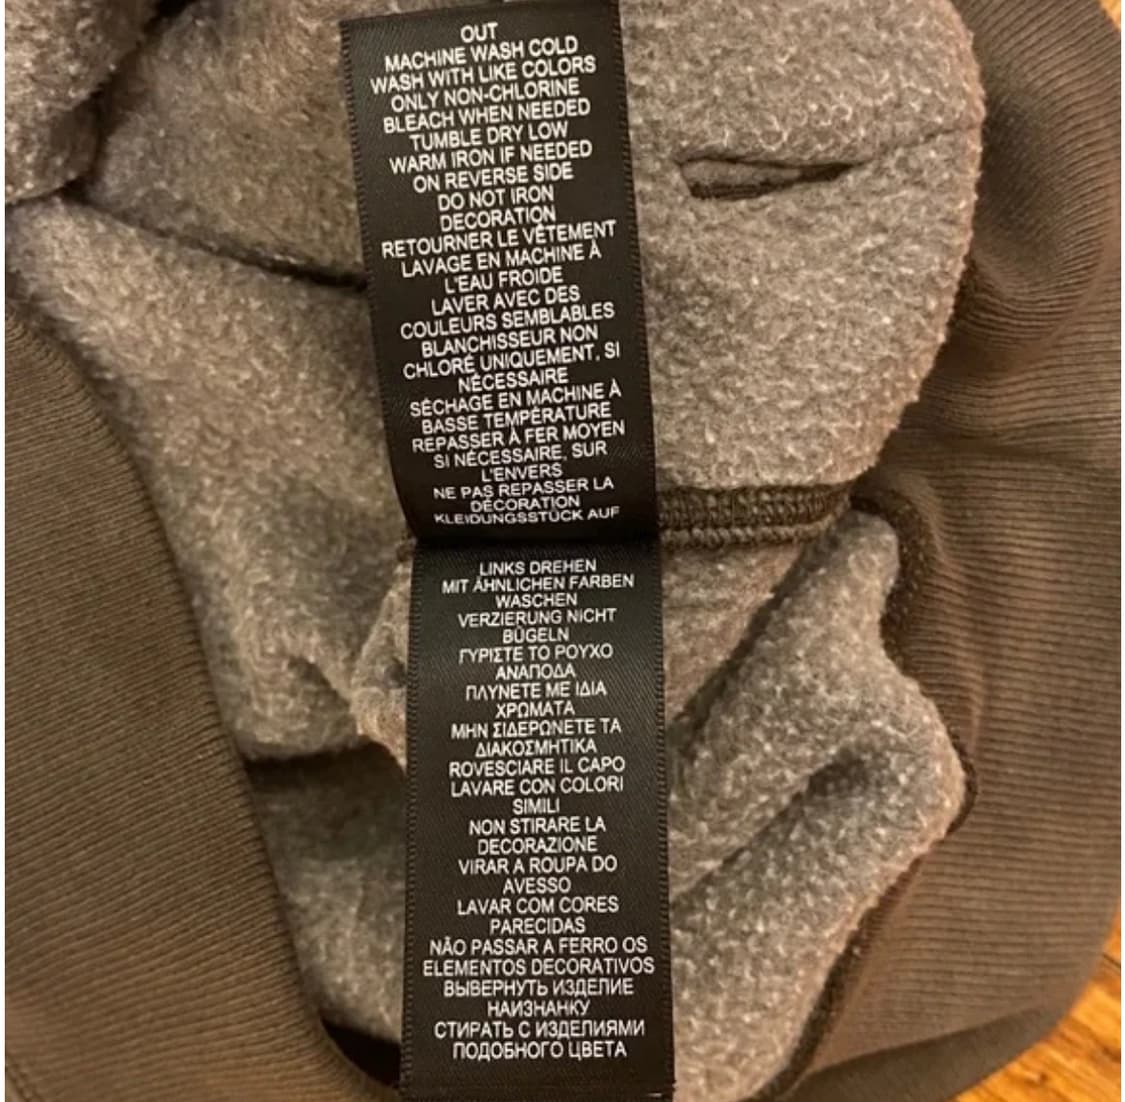 OUT
MACHINE WASH COLD
WASH WITH LIKE COLORS
ONLY NON-CHLORINE
BLEACH WHEN NEEDED
TUMBLE DRY LOW
WARM IRON IF NEEDED
ON REVERSE SIDE
DO NOT IRON
DECORATION
RETOURNER LE VÊTEMENT
LAVAGE EN MACHINE À
L'EAU FROIDE
LAVER AVEC DES
COULEURS SEMBLABLES
BLANCHISSEUR NON
CHLORÉ UNIQUEMENT, SI
NÉCESSAIRE
SÉCHAGE EN MACHINE À
BASSE TEMPÉRATURE
REPASSER À FER MOYEN
SI NÉCESSAIRE, SUR
L'ENVERS
NE PAS REPASSER LA
DÉCORATION
KLEIDUNGSSTÜCK AUF
LINKS DREHEN
MIT ÄHNLICHEN FARBEN
WASCHEN
VERZIERUNG NICHT
BÜGELN
ΓΥΡΙΣΤΕ ΤΟ ΡΟΥΧΟ
ΑΝΑΠΟΔΑ
ΠΛΥΝΕΤΕ ΜΕ ΙΔΙΑ
ΧΡΩΜΑΤΑ
ΜΗΝ ΣΙΔΕΡΩΝΕΤΕ ΤΑ
ΔΙΑΚΟΣΜΗΤΙΚΑ
ROVESCIARE IL CAPO
LAVARE CON COLORI
SIMILI
NON STIRARE LA
DECORAZIONE
VIRAR A ROUPA DO
AVESSO
LAVAR COM CORES
PARECIDAS
NÃO PASSAR A FERRO OS
ELEMENTOS DECORATIVOS
ВЫВЕРНУТЬ ИЗДЕЛИЕ
НАИЗНАНКУ
СТИРАТЬ С ИЗДЕЛИЯМИ
ПОДОБНОГО ЦВЕТА